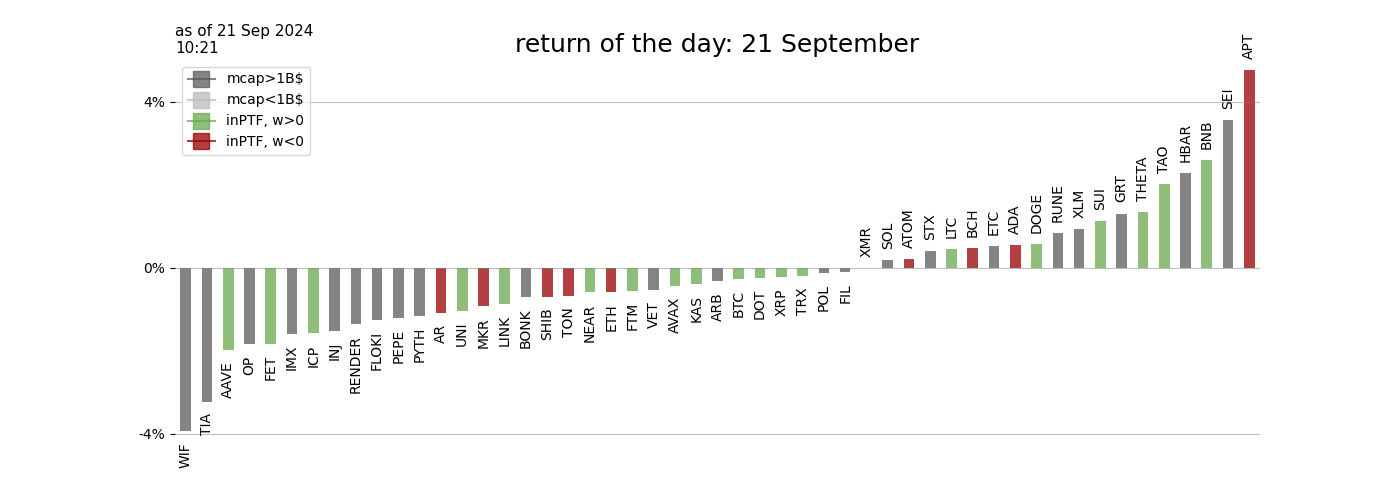 as of 21 Sep 2024
10:21
return of the day: 21 September
mcap>1B$
mcap<1B$
inPTF, w>0
inPTF, w<0
4%
0%
-4%
WIF
TIA
AAVE
OP
FET
IMX
ICP
INJ
RENDER
FLOKI
PEPE
PYTH
AR
UNI
MKR
LINK
BONK
SHIB
TON
NEAR
ETH
FTM
VET
AVAX
KAS
ARB
BTC
DOT
XRP
TRX
POL
FIL
XMR
SOL
ATOM
STX
LTC
BCH
ETC
ADA
DOGE
RUNE
XLM
SUI
GRT
THETA
TAO
HBAR
BNB
SEI
APT